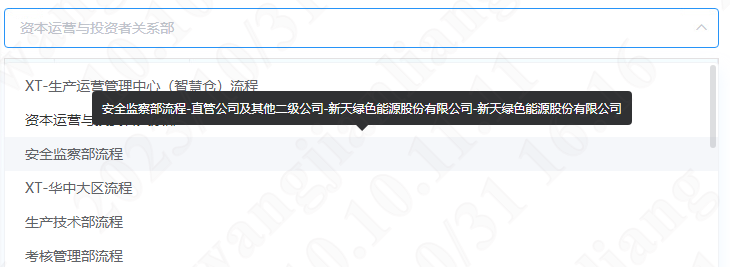 资本运营与投资者关系部
XT-生产运营管理中心（智慧仓）流程
安全监察部流程-直管公司及其他二级公司-新天绿色能源股份有限公司-新天绿色能源股份有限公司
资本运营与
安全监察部流程
XT-华中大区流程
生产技术部流程
考核管理部流程